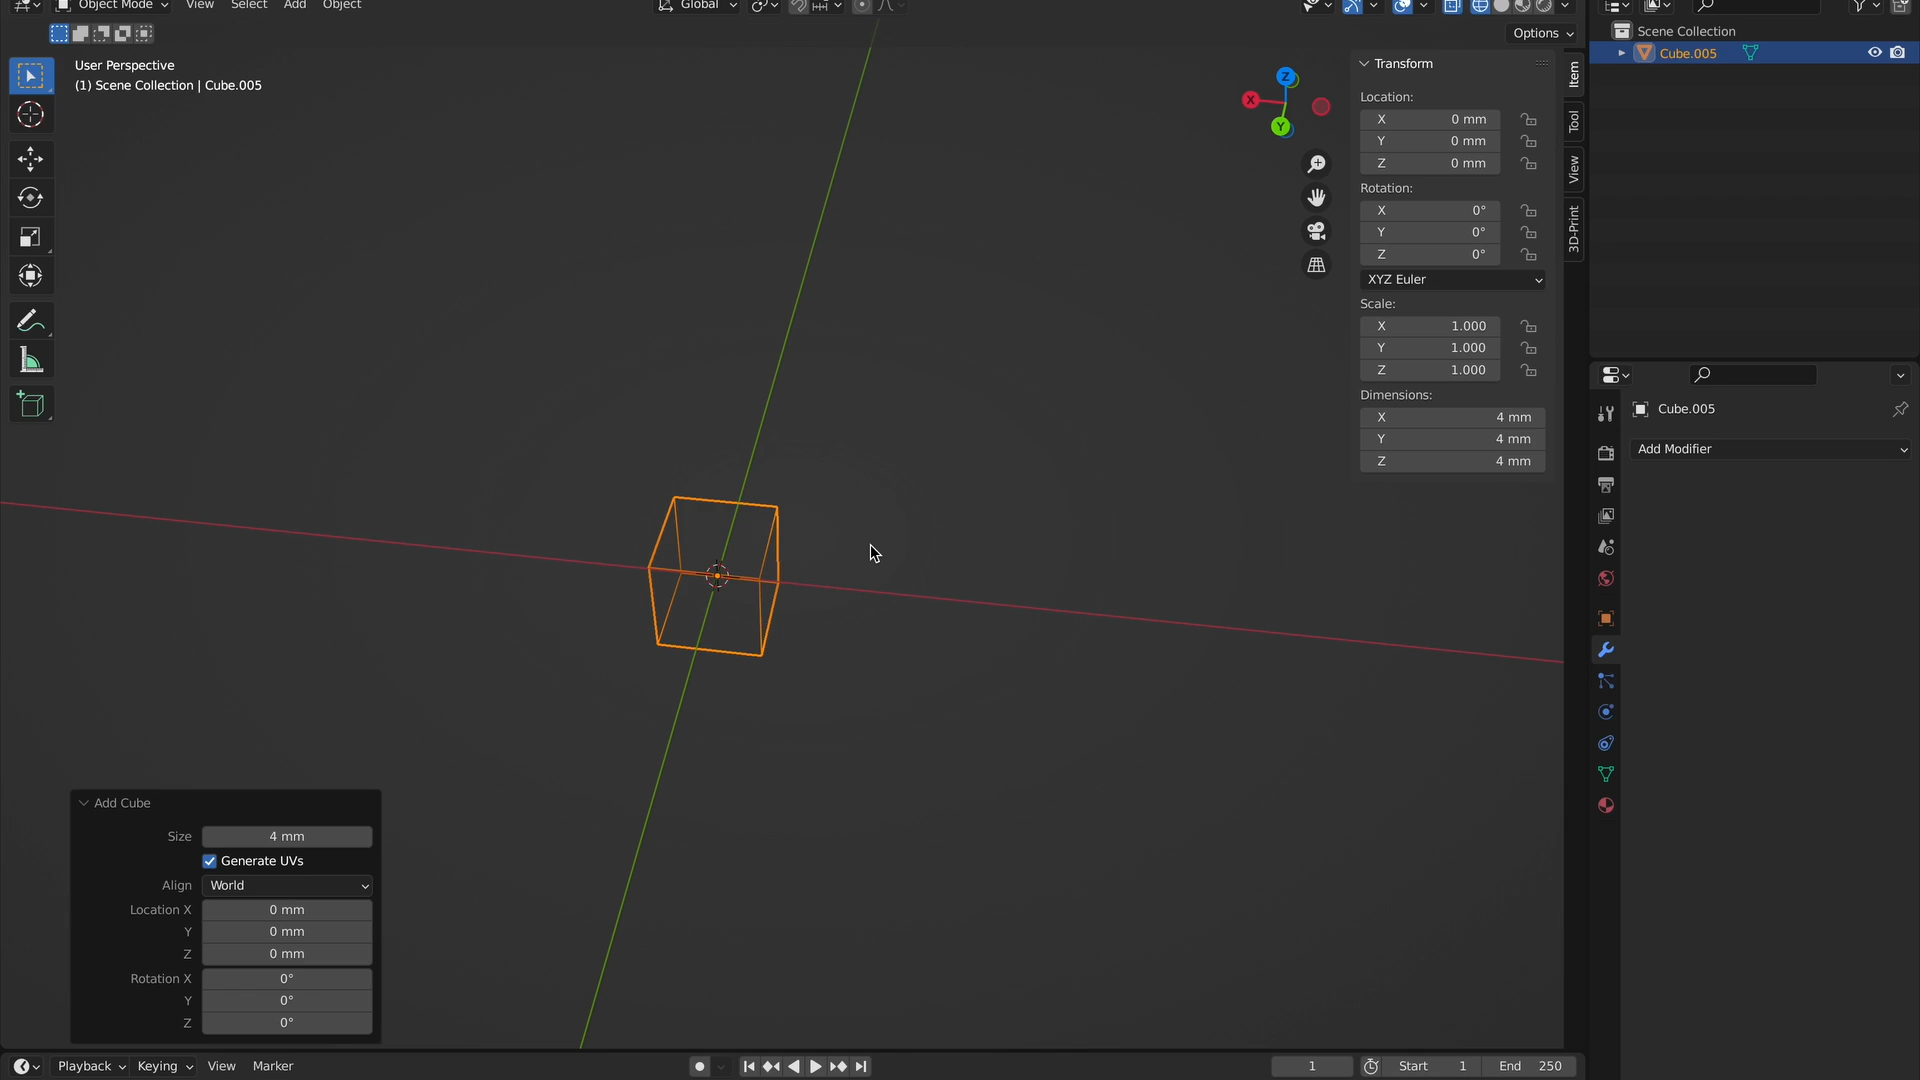 Object Mode View Select Add Object Global
Options
User Perspective
(1) Scene Collection | Cube.005
Z
X
Y
Transform
Location:
X 0 mm
Y 0 mm
Z 0 mm
Rotation:
X 0°
Y 0°
Z 0°
XYZ Euler
Scale:
X 1.000
Y 1.000
Z 1.000
Dimensions:
X 4 mm
Y 4 mm
Z 4 mm
Item
Tool
View
3D-Print
Scene Collection
Cube.005
Cube.005
Add Modifier
Add Cube
Size 4 mm
Generate UVs
Align World
Location X 0 mm
Y 0 mm
Z 0 mm
Rotation X 0°
Y 0°
Z 0°
Playback Keying View Marker 1 Start 1 End 250